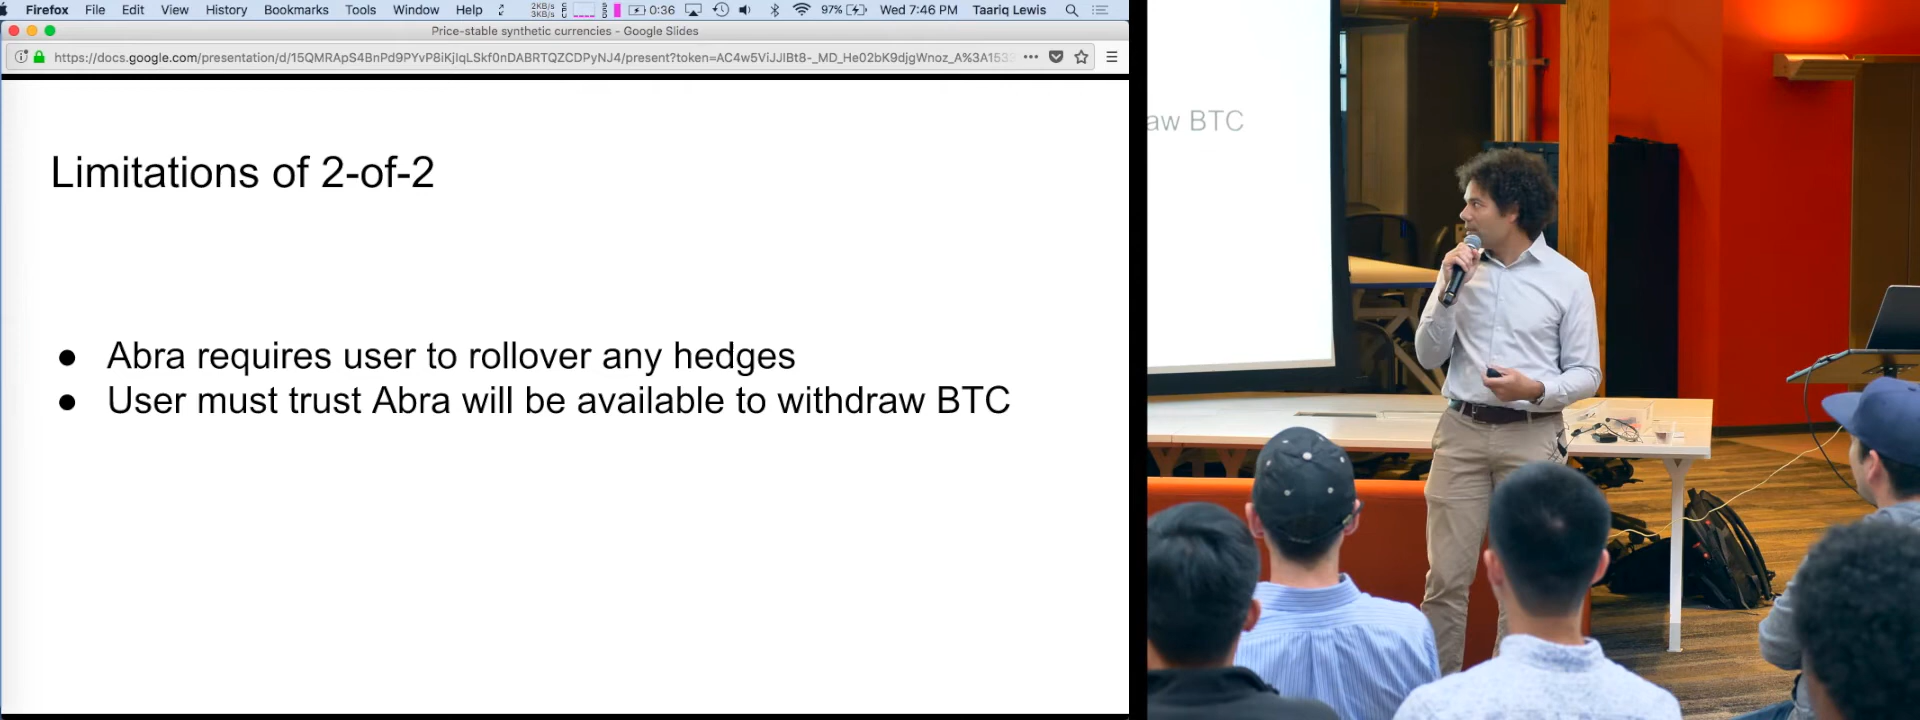 Firefox File Edit View History Bookmarks Tools Window Help 2KB/s 3KB/s 0:36 97% Wed 7:46 PM Taariq Lewis
Price-stable synthetic currencies - Google Slides
https://docs.google.com/presentation/d/15QMRApS4BnPd9PYvP8iKjlqLSkf0nDABRTQZCDPyNJ4/present?token=AC4w5ViJJIBt8-_MD_He02bK9djgWnoz_A%3A153
Limitations of 2-of-2
● Abra requires user to rollover any hedges
● User must trust Abra will be available to withdraw BTC
aw BTC